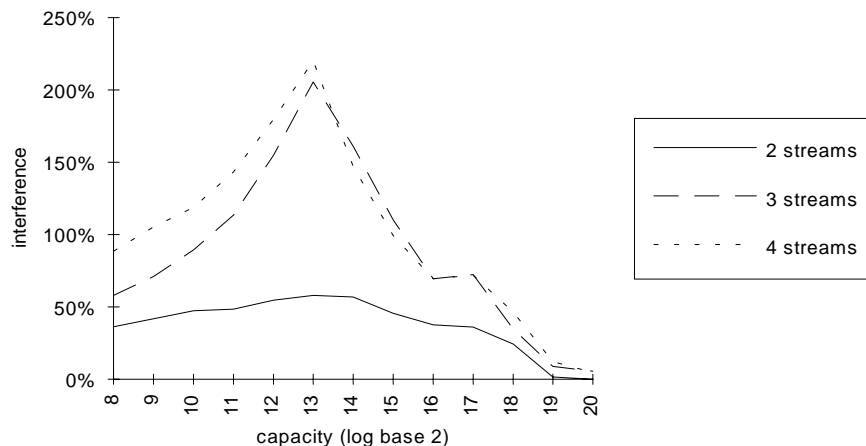 250%
200%
150%
100%
50%
0%
interference
8 9 10 11 12 13 14 15 16 17 18 19 20
capacity (log base 2)
2 streams
3 streams
4 streams